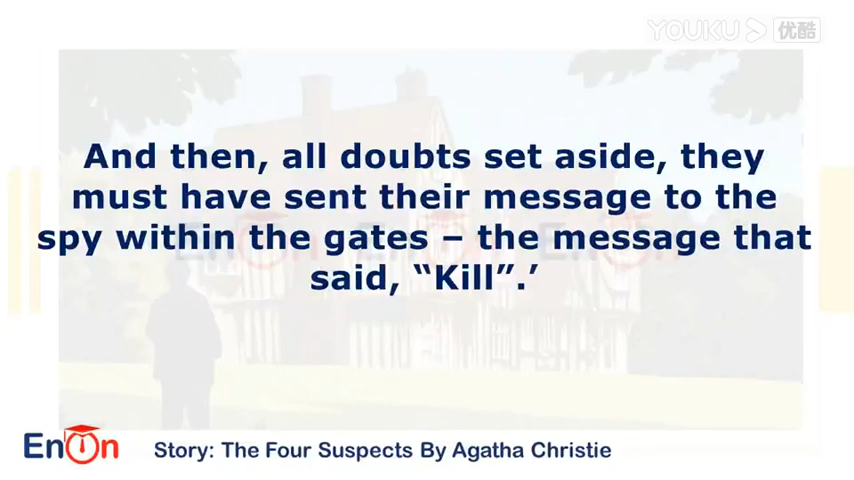 YOUKU 优酷
And then, all doubts set aside, they
must have sent their message to the
spy within the gates – the message that
said, “Kill”.’
EnOn
Story: The Four Suspects By Agatha Christie